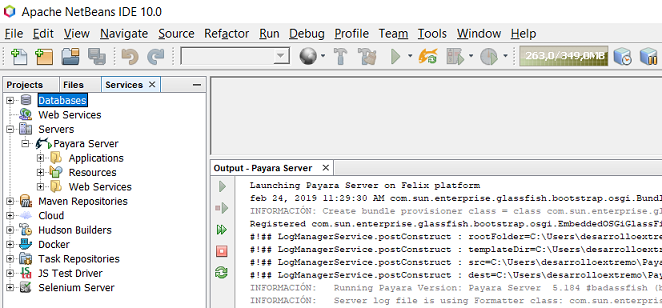 Apache NetBeans IDE 10.0
File Edit View Navigate Source Refactor Run Debug Profile Team Tools Window Help
263,0/349,0MB
Projects Files Services
Databases
Web Services
Servers
Payara Server
Applications
Resources
Web Services
Maven Repositories
Cloud
Hudson Builders
Docker
Task Repositories
JS Test Driver
Selenium Server
Output - Payara Server
Launching Payara Server on Felix platform
feb 24, 2019 11:29:30 AM com.sun.enterprise.glassfish.bootstrap.osgi.Bundl
INFORMACIÓN: Create bundle provisioner class = class com.sun.enterprise.gl
Registered com.sun.enterprise.glassfish.bootstrap.osgi.EmbeddedOSGiGlassFi
#!## LogManagerService.postConstruct : rootFolder=C:\Users\desarrolloextre
#!## LogManagerService.postConstruct : templateDir=C:\Users\desarrolloextr
#!## LogManagerService.postConstruct : src=C:\Users\desarrolloextremo\Paya
#!## LogManagerService.postConstruct : dest=C:\Users\desarrolloextremo\Pay
INFORMACIÓN: Running Payara Version: Payara Server 5.184 #badassfish (
INFORMACIÓN: Server log file is using Formatter class: com.sun.enterpri